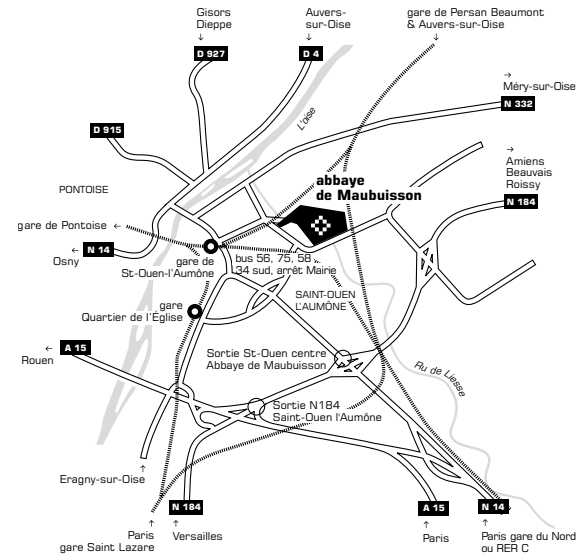 Gisors
Dieppe
↓
D 927
Auvers-
sur-Oise
↓
D 4
gare de Persan Beaumont
& Auvers-sur-Oise
↑
→
Méry-sur-Oise
N 332
D 915
L'oise
→
Amiens
Beauvais
Roissy
N 184
PONTOISE
abbaye
de Maubuisson
gare de Pontoise ←
← N 14
Osny
gare de
St-Ouen-l'Aumône
bus 56, 75, 58
34 sud, arrêt Mairie
SAINT-OUEN
L'AUMÔNE
gare
Quartier de l'Église
← A 15
Rouen
Sortie St-Ouen centre
Abbaye de Maubuisson
Ru de Liesse
Sortie N184
Saint-Ouen l'Aumône
↑
Eragny-sur-Oise
N 184
A 15
N 14
↑
Paris
gare Saint Lazare
↑
Versailles
↑
Paris
↑
Paris gare du Nord
ou RER C